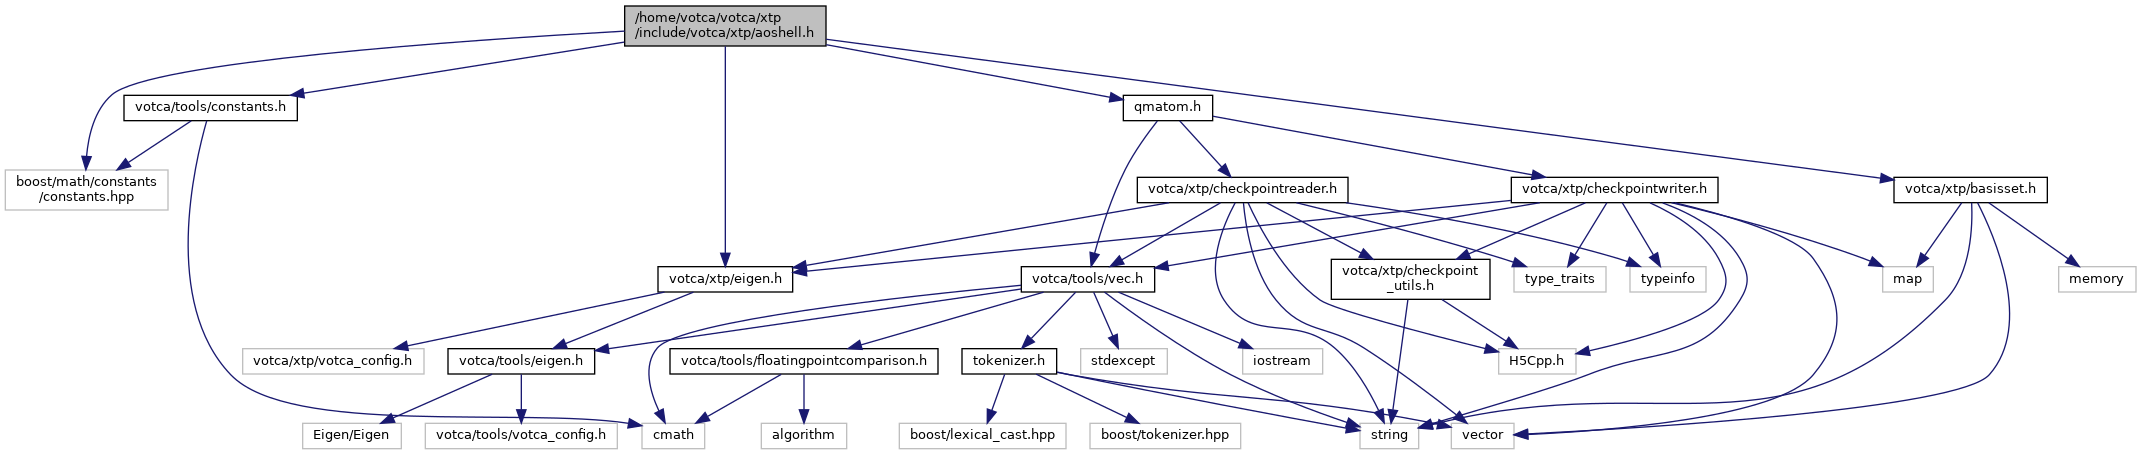 /home/votca/votca/xtp
/include/votca/xtp/aoshell.h
votca/tools/constants.h
qmatom.h
boost/math/constants
/constants.hpp
votca/xtp/checkpointreader.h
votca/xtp/checkpointwriter.h
votca/xtp/basisset.h
votca/xtp/eigen.h
votca/tools/vec.h
votca/xtp/checkpoint
_utils.h
type_traits
typeinfo
map
memory
votca/xtp/votca_config.h
votca/tools/eigen.h
votca/tools/floatingpointcomparison.h
tokenizer.h
stdexcept
iostream
H5Cpp.h
Eigen/Eigen
votca/tools/votca_config.h
cmath
algorithm
boost/lexical_cast.hpp
boost/tokenizer.hpp
string
vector